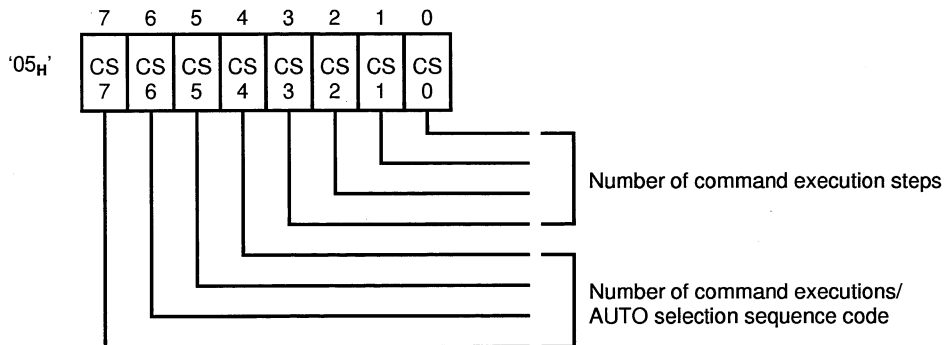 7 6 5 4 3 2 1 0
'05H' CS CS CS CS CS CS CS CS
7 6 5 4 3 2 1 0
Number of command execution steps
Number of command executions/
AUTO selection sequence code